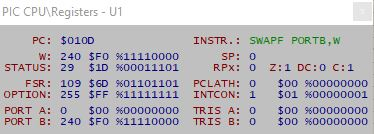 PIC CPU\Registers - U1
PC: $010D INSTR.: SWAPF PORTB,W
W: 240 $F0 %11110000 SP: 0
STATUS: 29 $1D %00011101 RPX: 0 Z:1 DC:0 C:1
FSR: 109 $6D %01101101 PCLATH: 0 $00 %00000000
OPTION: 255 $FF %11111111 INTCON: 1 $01 %00000001
PORT A: 0 $00 %00000000 TRIS A: 0 $00 %00000000
PORT B: 240 $F0 %11110000 TRIS B: 0 $00 %00000000